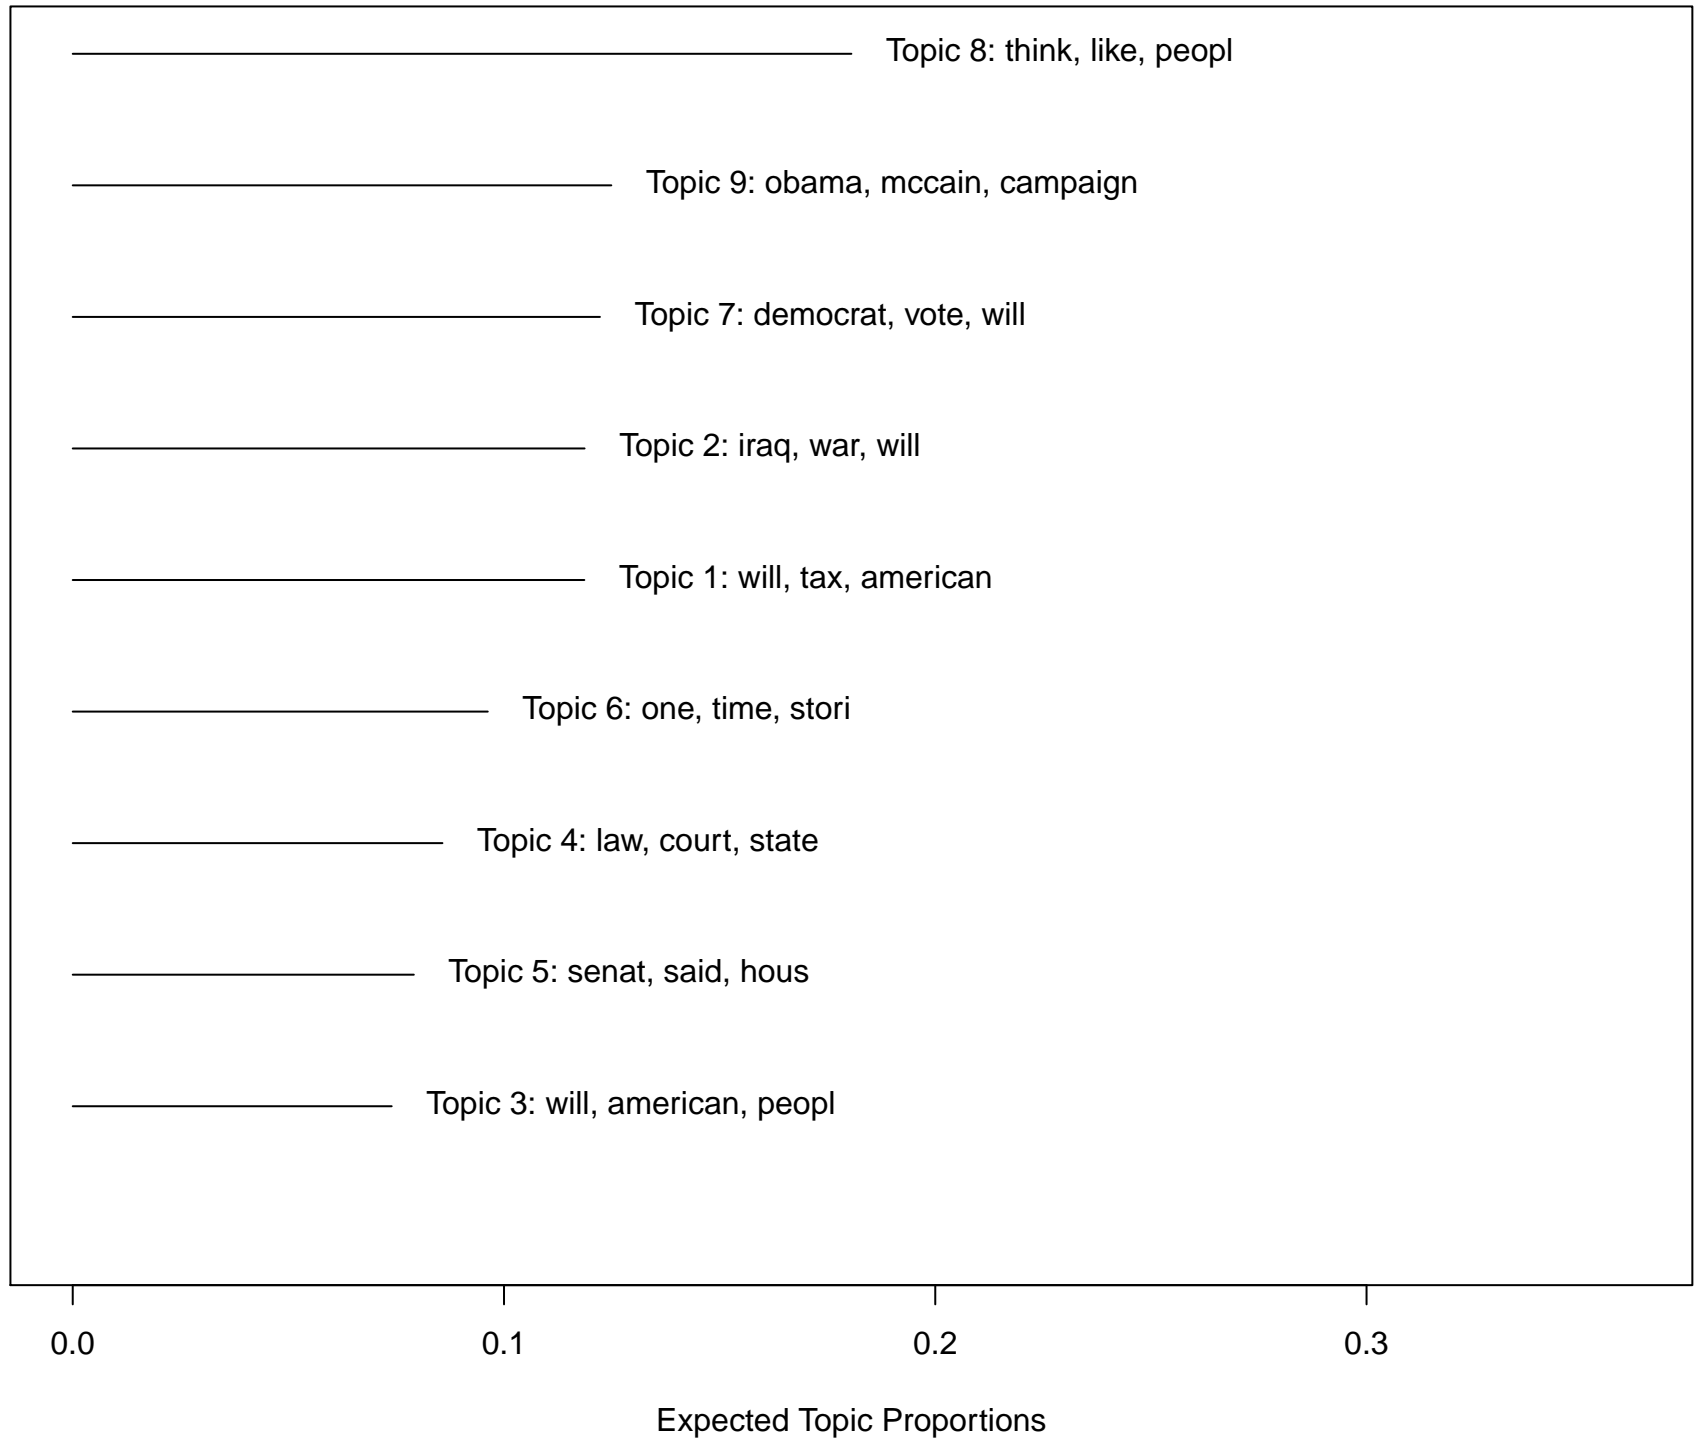 Topic 8: think, like, peopl
Topic 9: obama, mccain, campaign
Topic 7: democrat, vote, will
Topic 2: iraq, war, will
Topic 1: will, tax, american
Topic 6: one, time, stori
Topic 4: law, court, state
Topic 5: senat, said, hous
Topic 3: will, american, peopl
0.0 0.1 0.2 0.3
Expected Topic Proportions